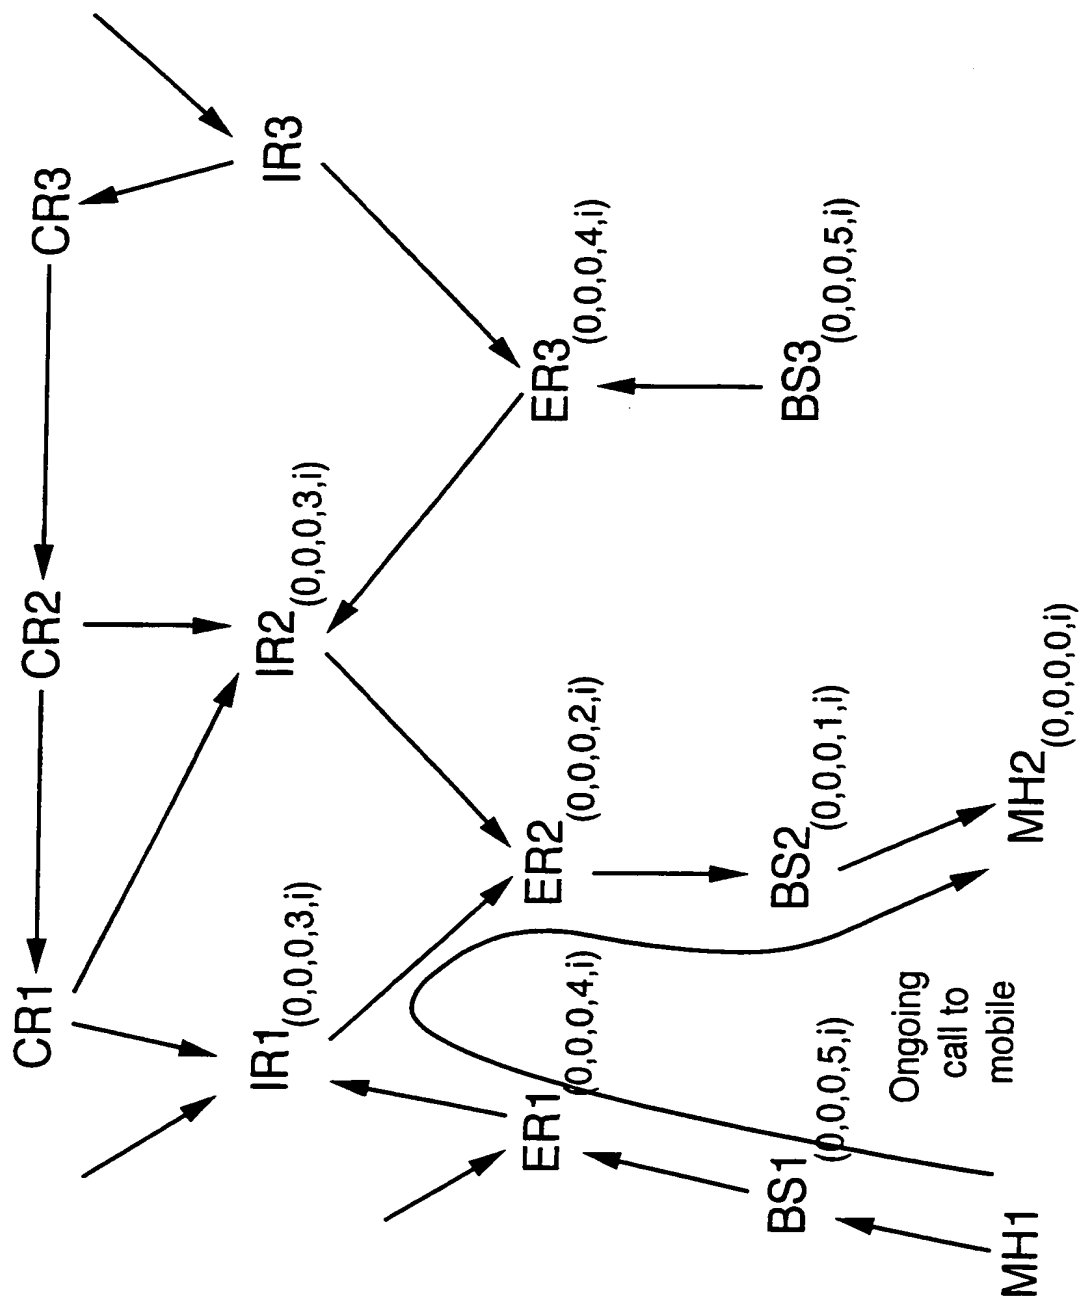 CR1
CR2
CR3
IR1(0,0,0,3,i)
IR2(0,0,0,3,i)
IR3
ER1(0,0,0,4,i)
ER2(0,0,0,2,i)
ER3(0,0,0,4,i)
BS1(0,0,0,5,i)
BS2(0,0,0,1,i)
BS3(0,0,0,5,i)
Ongoing
call to
mobile
MH1
MH2(0,0,0,0,i)